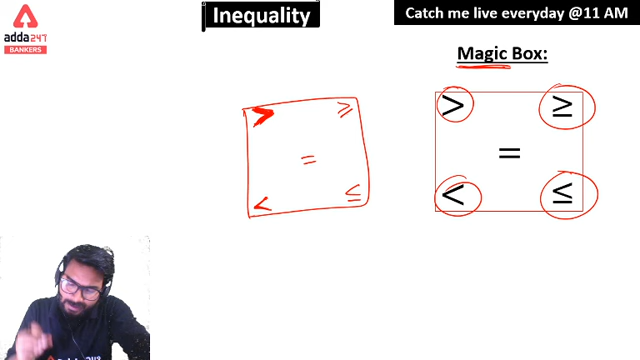 Inequality
Catch me live everyday @11 AM
adda247
BANKERS
Magic Box:
> ≥
=
< ≤
> ≥
=
< ≤